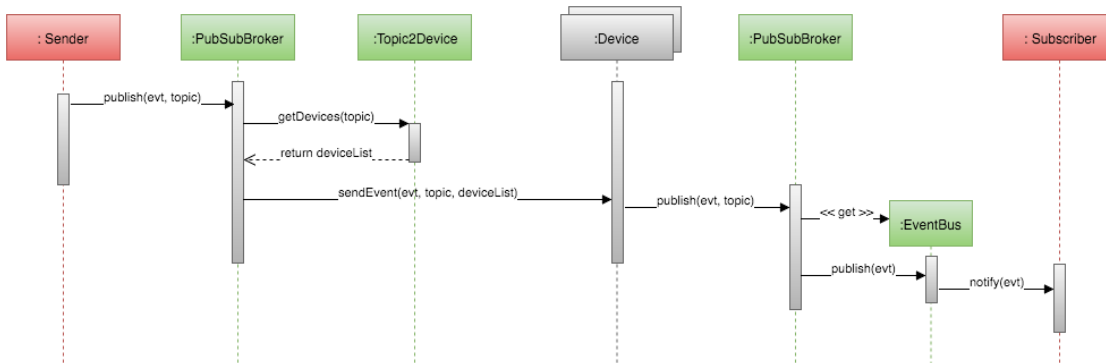 : Sender
:PubSubBroker
:Topic2Device
:Device
:PubSubBroker
: Subscriber
publish(evt, topic)
getDevices(topic)
return deviceList
sendEvent(evt, topic, deviceList)
publish(evt, topic)
<< get >>
:EventBus
publish(evt)
notify(evt)